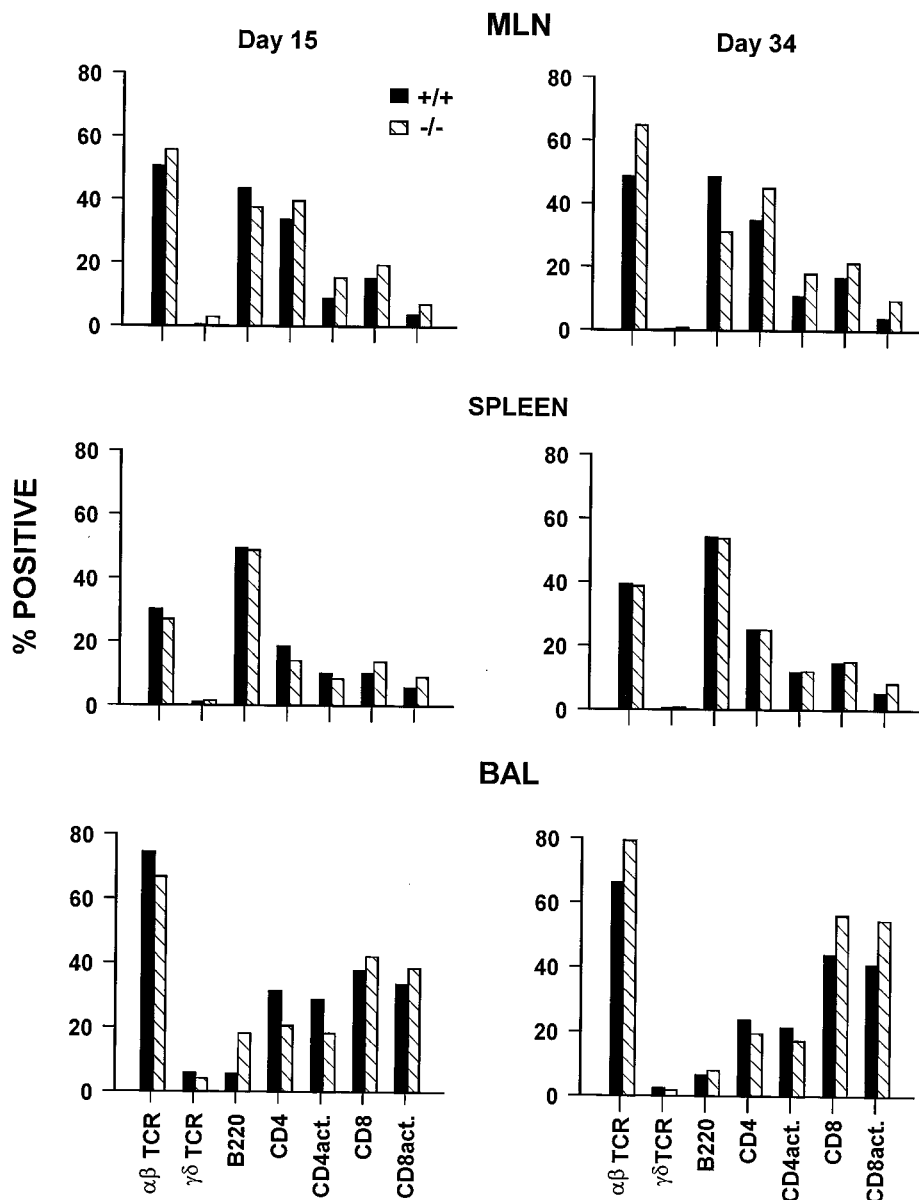 MLN
Day 15
Day 34
+/+
-/-
80
60
40
20
0
80
60
40
20
0
SPLEEN
% POSITIVE
80
60
40
20
0
80
60
40
20
0
BAL
80
60
40
20
0
80
60
40
20
0
αβ TCR
γδ TCR
B220
CD4
CD4act.
CD8
CD8act.
αβ TCR
γδ TCR
B220
CD4
CD4act.
CD8
CD8act.